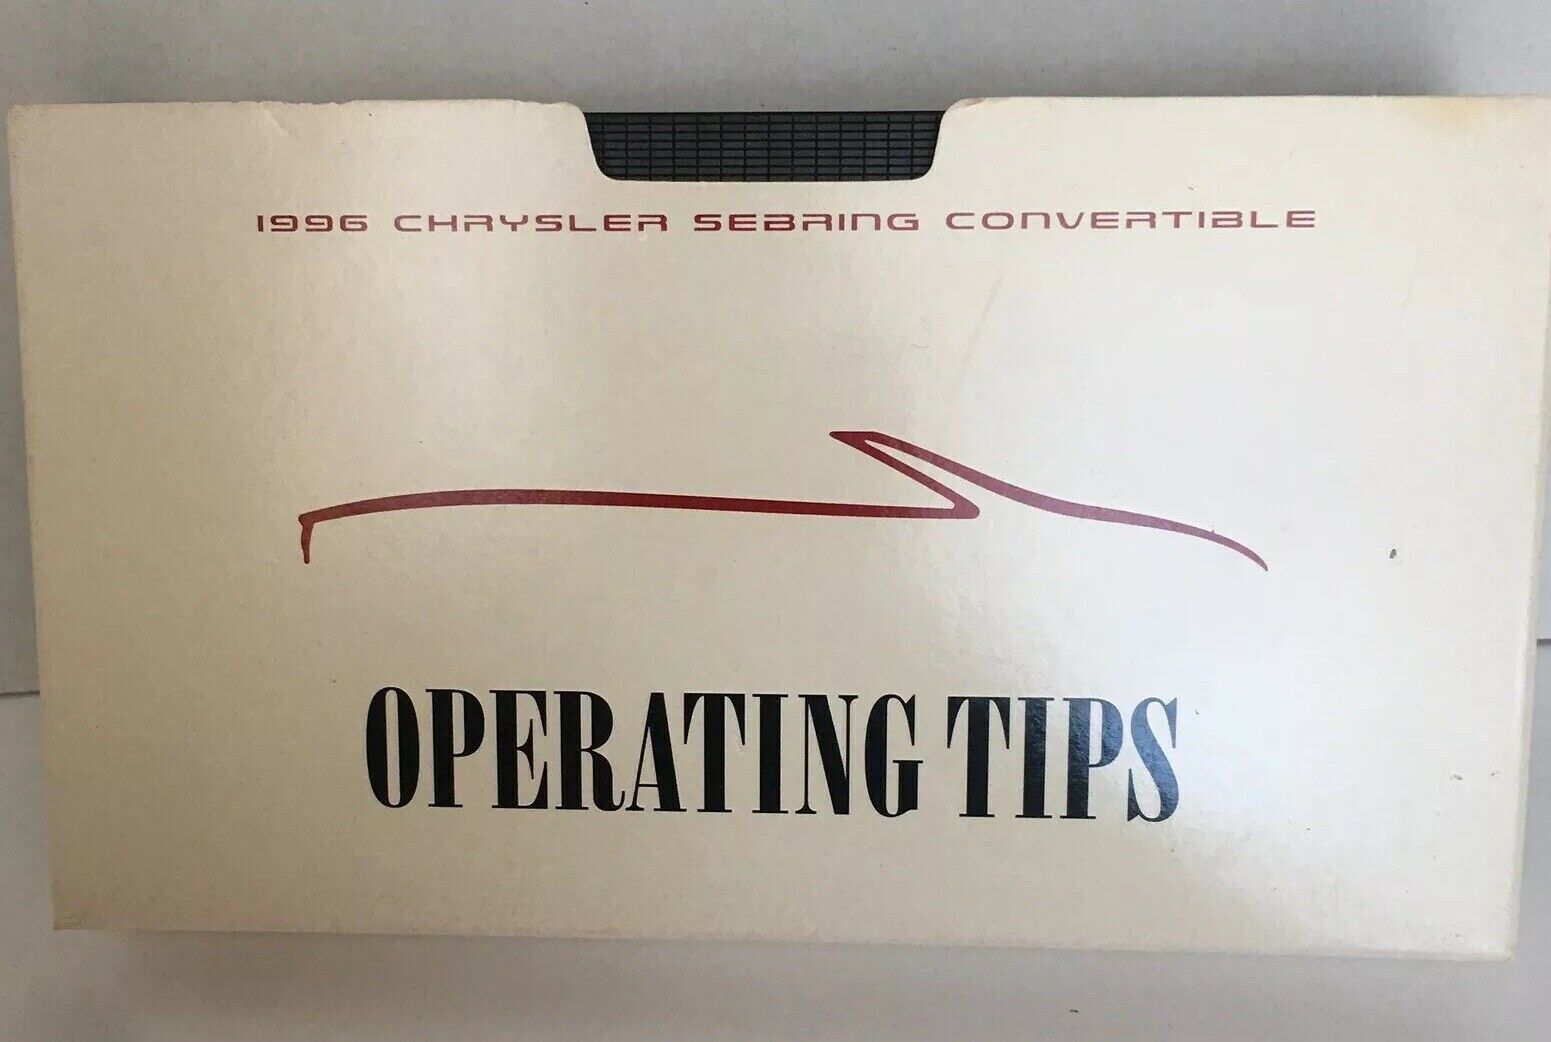 1996 CHRYSLER SEBRING CONVERTIBLE
OPERATING TIPS